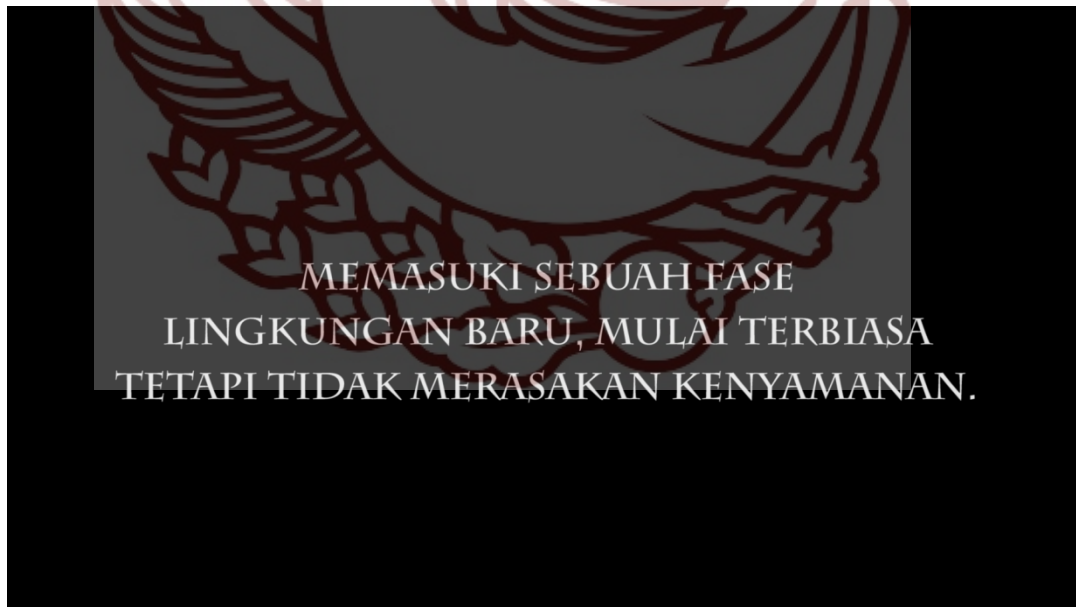 MEMASUKI SEBUAH FASE
LINGKUNGAN BARU, MULAI TERBIASA
TETAPI TIDAK MERASAKAN KENYAMANAN.